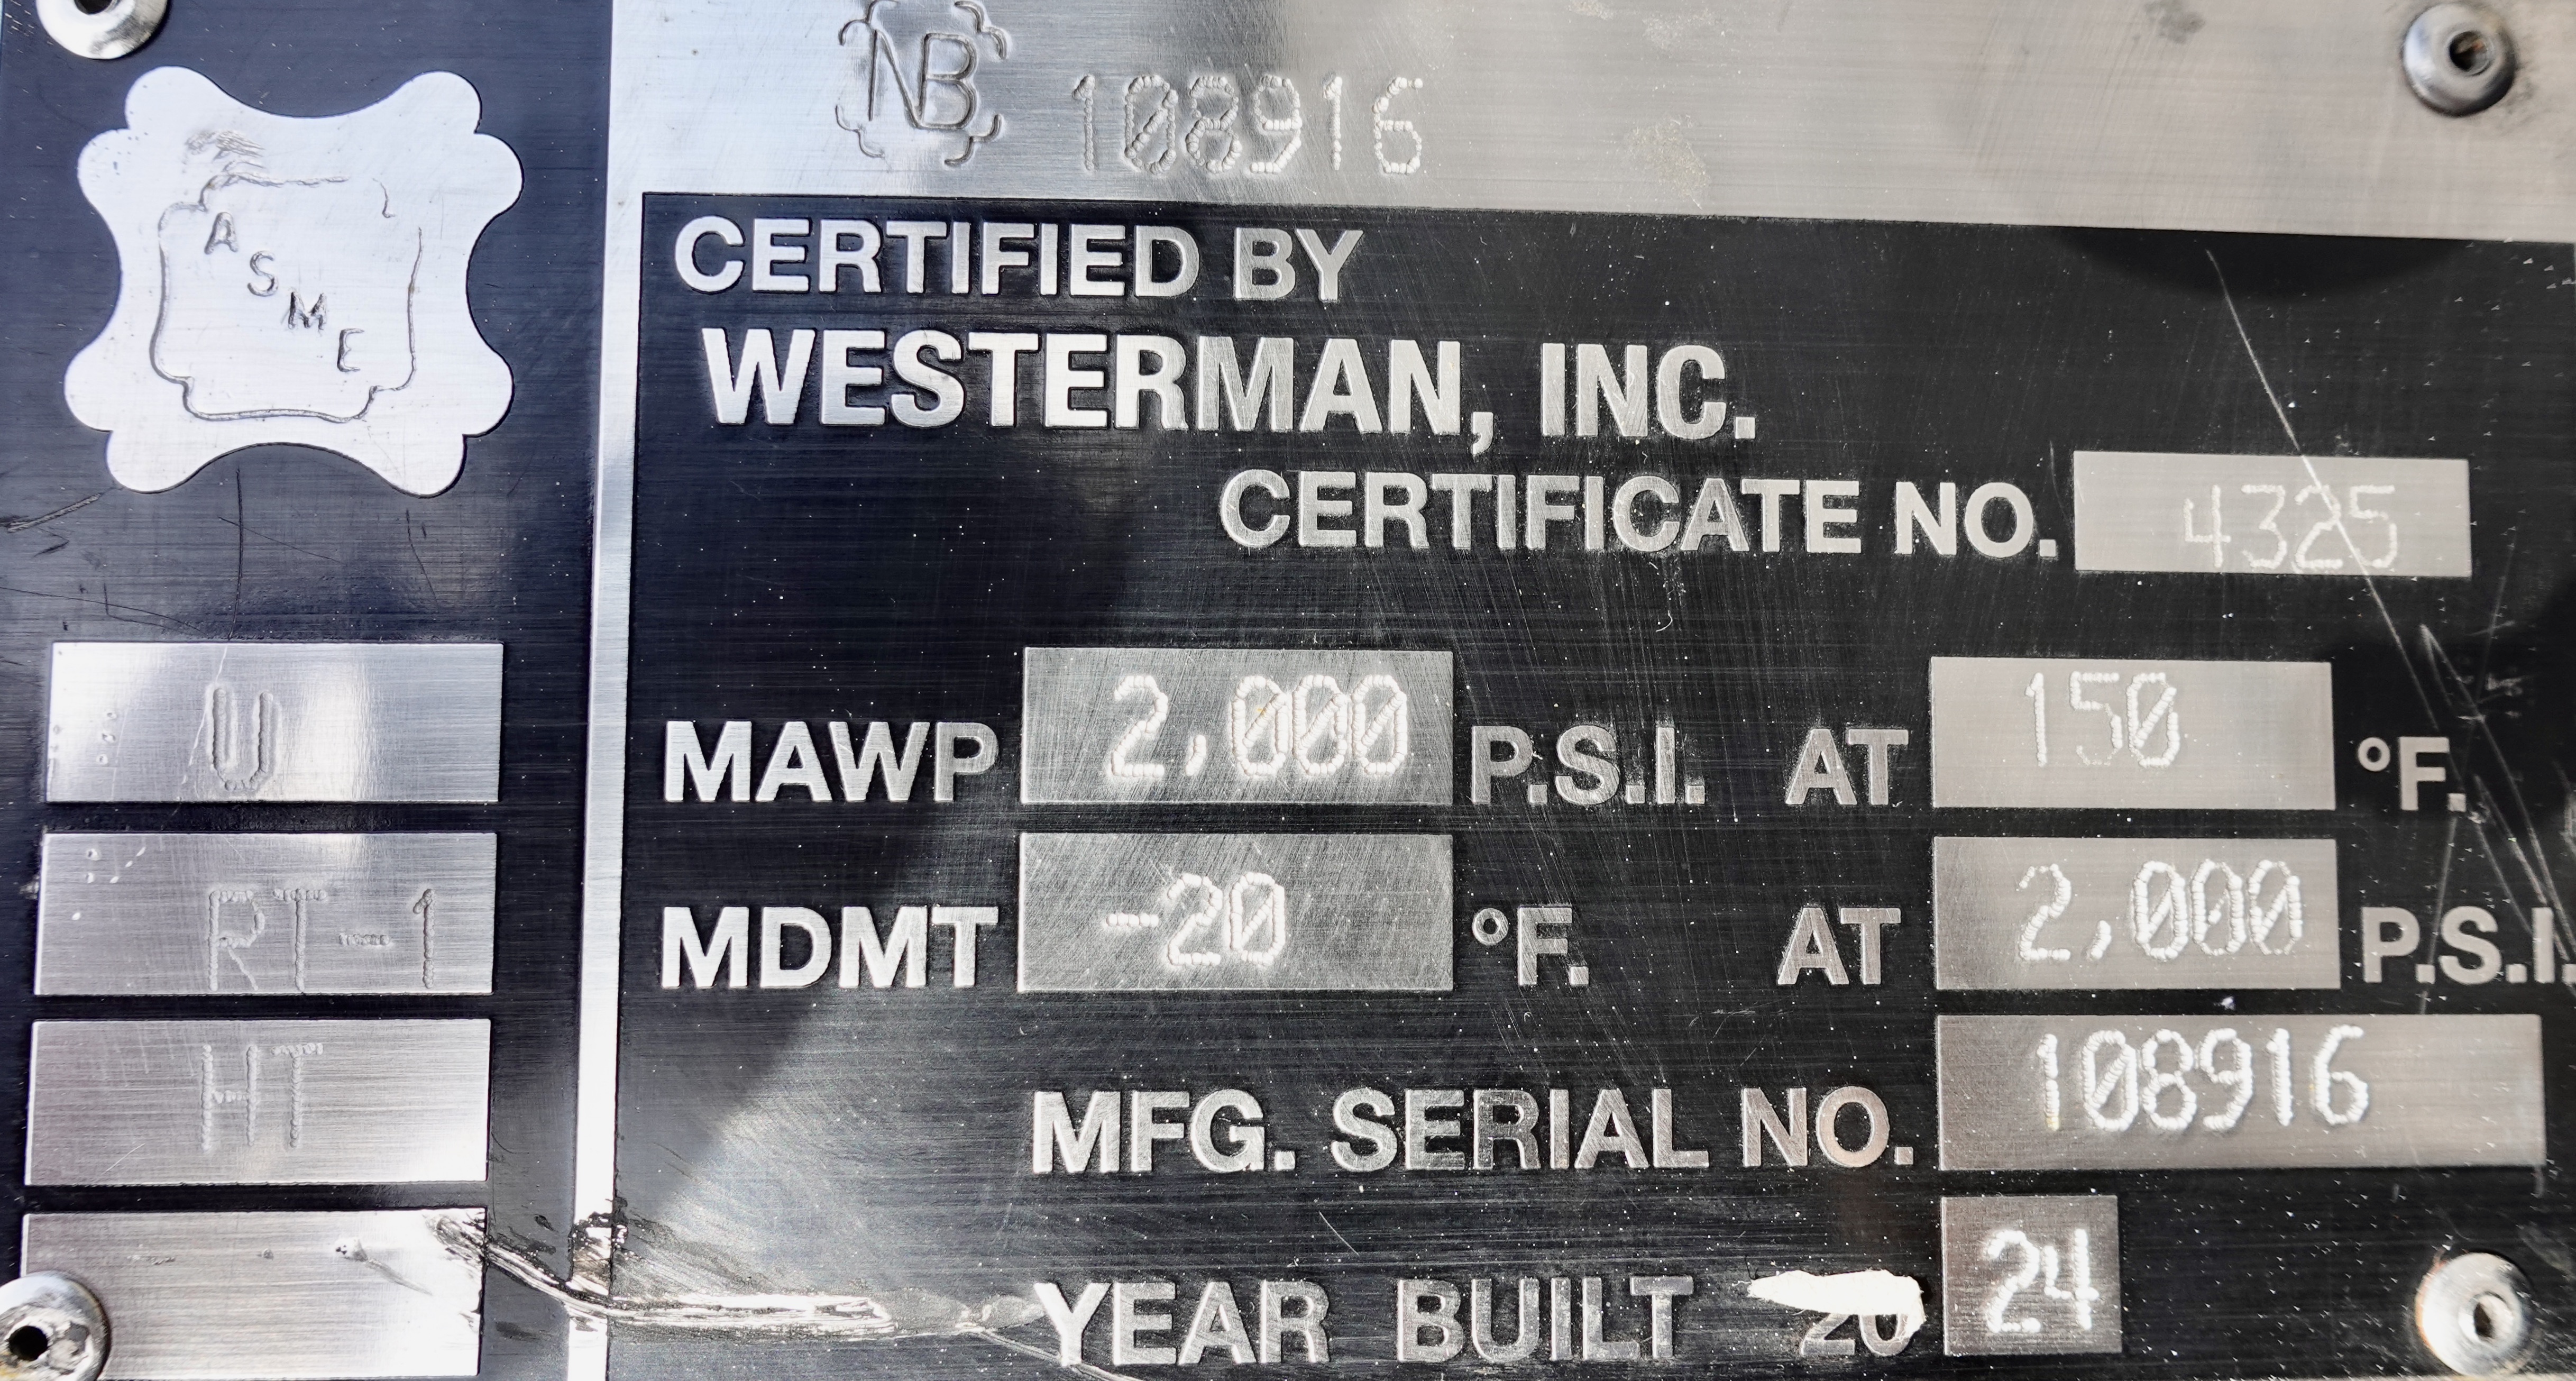 NB 108916
A
S
M
E
U
RT-1
HT
CERTIFIED BY
WESTERMAN, INC.
CERTIFICATE NO. 4325
MAWP 2,000 P.S.I. AT 150 °F.
MDMT -20 °F. AT 2,000 P.S.I.
MFG. SERIAL NO. 108916
YEAR BUILT 20 24